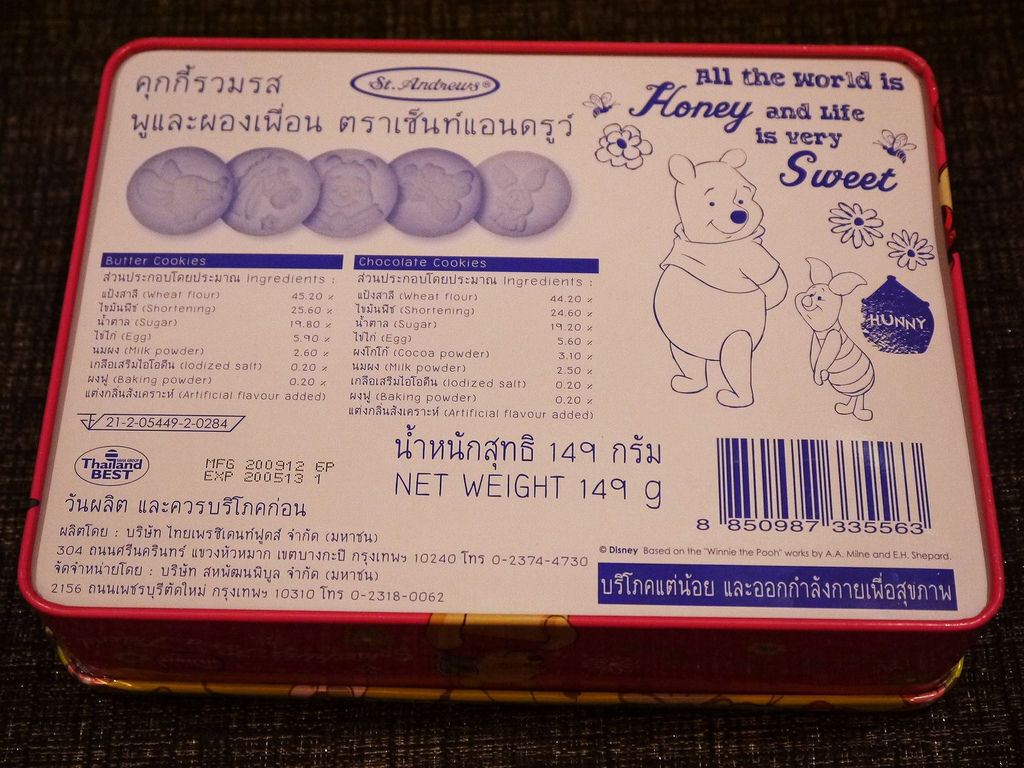 คุกกี้รวมรส
St. Andrews®
พูและผองเพื่อน ตราเซ็นท์แอนดรูว์
All the world is
Honey and Life
is very
Sweet
HUNNY
Butter Cookies
ส่วนประกอบโดยประมาณ Ingredients :
แป้งสาลี (Wheat flour) 45.20 %
ไขมันพืช (Shortening) 25.60 %
น้ำตาล (Sugar) 19.80 %
ไข่ไก่ (Egg) 5.90 %
นมผง (Milk powder) 2.60 %
เกลือเสริมไอโอดีน (Iodized salt) 0.20 %
ผงฟู (Baking powder) 0.20 %
แต่งกลิ่นสังเคราะห์ (Artificial flavour added)
Chocolate Cookies
ส่วนประกอบโดยประมาณ Ingredients :
แป้งสาลี (Wheat flour) 44.20 %
ไขมันพืช (Shortening) 24.60 %
น้ำตาล (Sugar) 19.20 %
ไข่ไก่ (Egg) 5.60 %
ผงโกโก้ (Cocoa powder) 3.10 %
นมผง (Milk powder) 2.50 %
เกลือเสริมไอโอดีน (Iodized salt) 0.20 %
ผงฟู (Baking powder) 0.20 %
แต่งกลิ่นสังเคราะห์ (Artificial flavour added)
21-2-05449-2-0284
Thailand
BEST
MFG 200912 6P
EXP 200513 1
น้ำหนักสุทธิ 149 กรัม
NET WEIGHT 149 g
วันผลิต และควรบริโภคก่อน
ผลิตโดย : บริษัท ไทยเพรซิเดนท์ฟูดส์ จำกัด (มหาชน)
304 ถนนศรีนครินทร์ แขวงหัวหมาก เขตบางกะปิ กรุงเทพฯ 10240 โทร 0-2374-4730
จัดจำหน่ายโดย : บริษัท สหพัฒนพิบูล จำกัด (มหาชน)
2156 ถนนเพชรบุรีตัดใหม่ กรุงเทพฯ 10310 โทร 0-2318-0062
8 850987 335563
© Disney Based on the "Winnie the Pooh" works by A.A. Milne and E.H. Shepard.
บริโภคแต่น้อย และออกกำลังกายเพื่อสุขภาพ